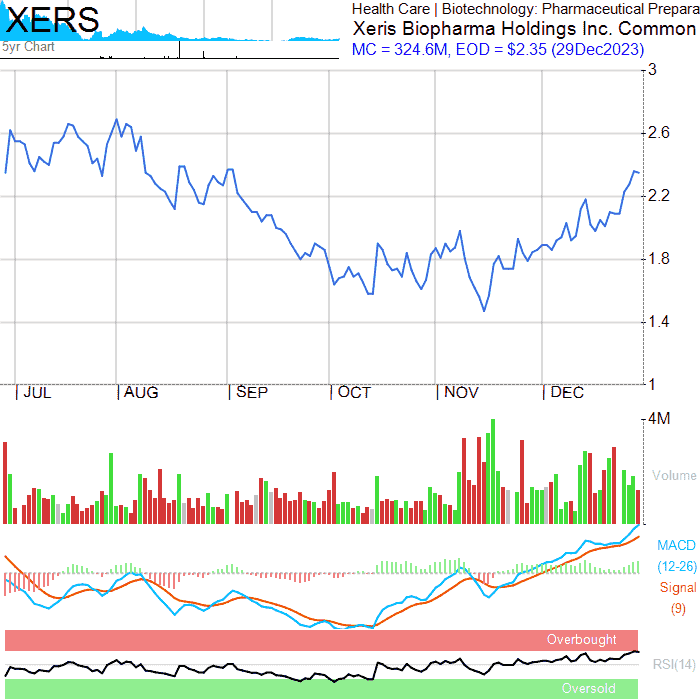 XERS
5yr Chart
Health Care | Biotechnology: Pharmaceutical Prepara
Xeris Biopharma Holdings Inc. Common
MC = 324.6M, EOD = $2.35 (29Dec2023)
3
2.6
2.2
1.8
1.4
1
JUL AUG SEP OCT NOV DEC
4M
Volume
MACD
(12-26)
Signal
(9)
Overbought
RSI(14)
Oversold